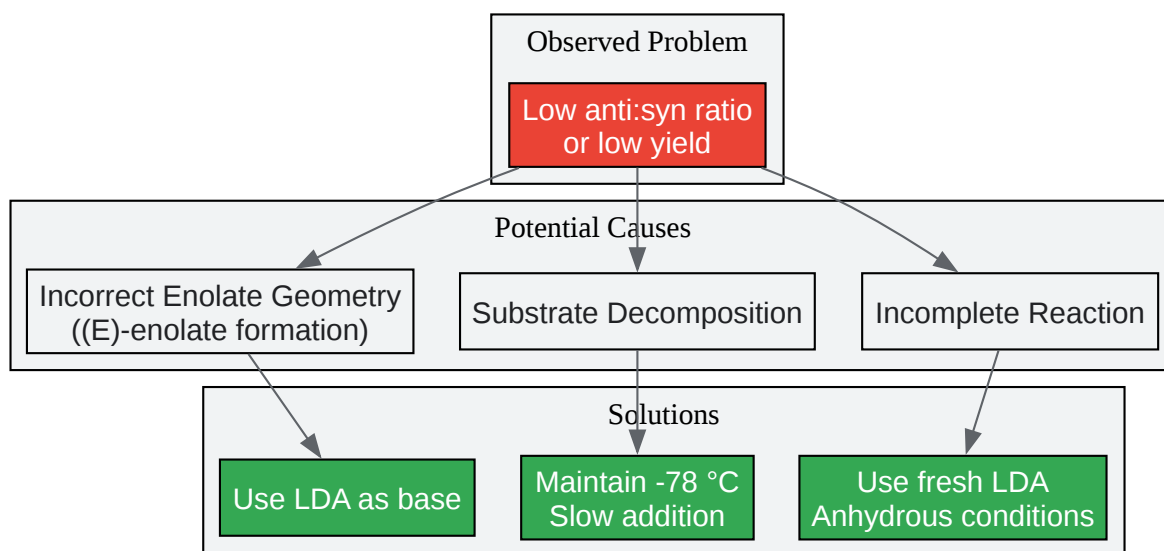 Observed Problem
Low anti:syn ratio
or low yield
Potential Causes
Incorrect Enolate Geometry
((E)-enolate formation)
Substrate Decomposition
Incomplete Reaction
Solutions
Use LDA as base
Maintain -78 °C
Slow addition
Use fresh LDA
Anhydrous conditions